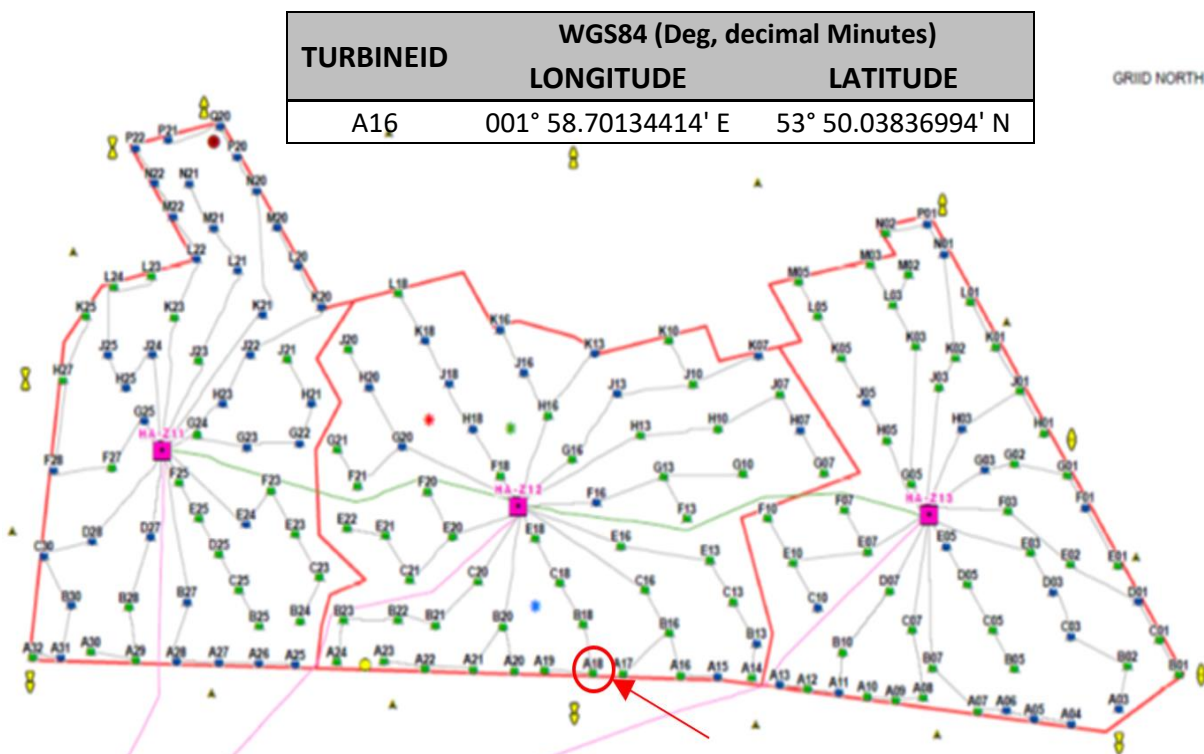 WGS84 (Deg, decimal Minutes)
TURBINEID
LONGITUDE LATITUDE
A16 001° 58.70134414' E 53° 50.03836994' N
GRIID NORTH
P22 P21 Q20
P20
N22 N21 N20
M22 M21 M20
L22 L21 L20
L24 L23
K25 K23 K21 K20
L18
K18 K16 K13 K10 K07
M05 M03 M02 N02 P01
N01
L05 L03 L01
K05 K03 K02 K01
J25 J24 J23 J22 J21 J20
H27 H25 H23 H21 H20
J18 J16 J13 J10 J07
J05 J03 J01
H18 H16 H13 H10 H07
H05 H03 H01
G25 G24 G23 G22 G21 G20
HA-Z11
G16 G13 G10 G07
G05 G03 G02 G01
F28 F27 F25 F23 F21 F20 F18
HA-Z12
F16 F13 F10 F07
HA-Z13
F03 F01
E25 E24 E23 E22 E21 E20 E18 E16 E13 E10 E07
E05 E03 E02 E01
D28 D27 D25
D07 D05 D03 D01
C30 C25 C23 C21 C20 C18 C16 C13 C10
C07 C05 C03 C01
B30 B28 B27 B25 B24 B23 B22 B21 B20 B18 B16 B13 B10
B07 B05 B02 B01
A32 A31 A30 A29 A28 A27 A26 A25 A24 A23 A22 A21 A20 A19 A18 A17 A16 A15 A14 A13 A12 A11 A10 A09 A08 A07 A06 A05 A04 A03